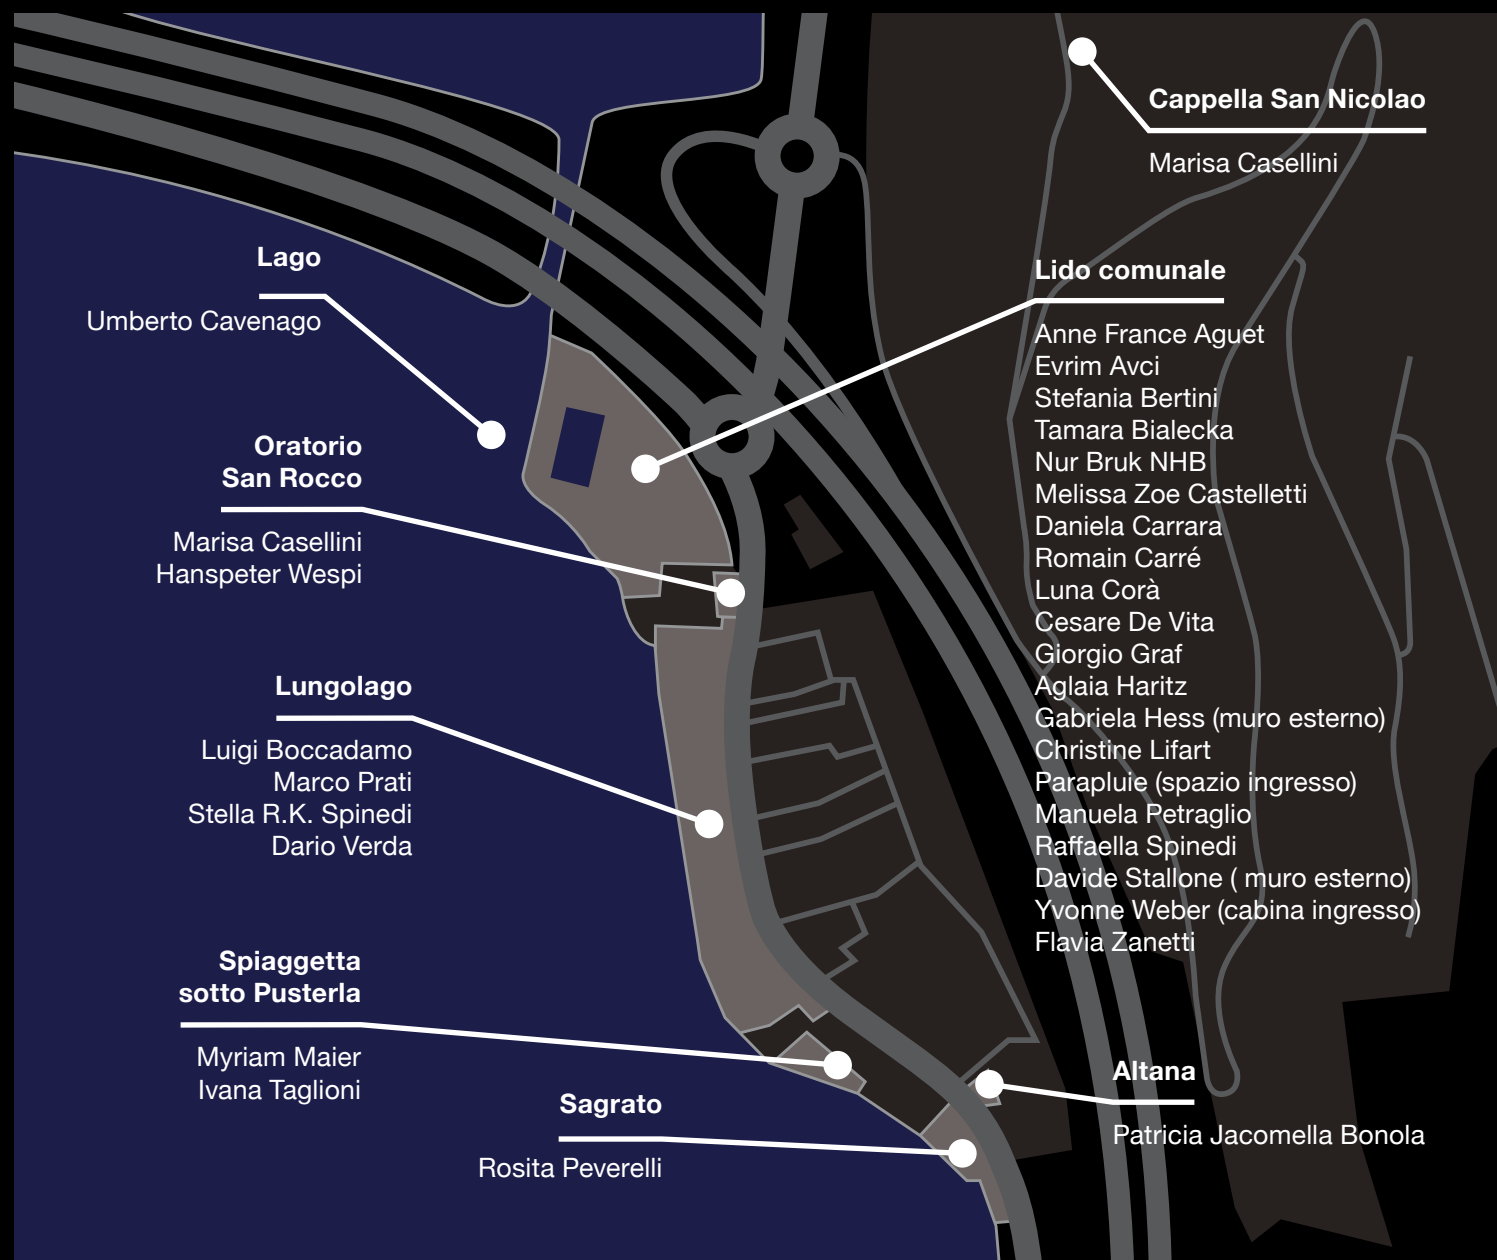 Cappella San Nicolao
Marisa Casellini
Lago
Umberto Cavenago
Lido comunale
Anne France Aguet
Evrim Avci
Stefania Bertini
Tamara Bialecka
Nur Bruk NHB
Melissa Zoe Castelletti
Daniela Carrara
Romain Carré
Luna Corà
Cesare De Vita
Giorgio Graf
Aglaia Haritz
Gabriela Hess (muro esterno)
Christine Lifart
Parapluie (spazio ingresso)
Manuela Petraglio
Raffaella Spinedi
Davide Stallone ( muro esterno)
Yvonne Weber (cabina ingresso)
Flavia Zanetti
Oratorio
San Rocco
Marisa Casellini
Hanspeter Wespi
Lungolago
Luigi Boccadamo
Marco Prati
Stella R.K. Spinedi
Dario Verda
Spiaggetta
sotto Pusterla
Myriam Maier
Ivana Taglioni
Sagrato
Rosita Peverelli
Altana
Patricia Jacomella Bonola